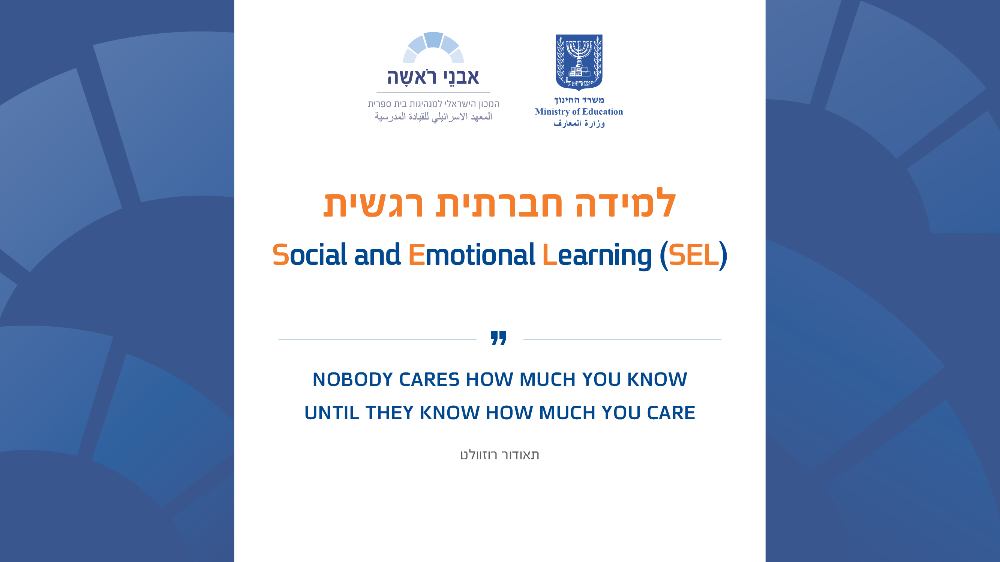 אבנֵי רֹאשָה
המכון הישראלי למנהיגות בית ספרית
المعهد الاسرائيلي للقيادة المدرسية
ישראל
משרד החינוך
Ministry of Education
وزارة المعارف
למידה חברתית רגשית
Social and Emotional Learning (SEL)
”
NOBODY CARES HOW MUCH YOU KNOW
UNTIL THEY KNOW HOW MUCH YOU CARE
תאודור רוזוולט